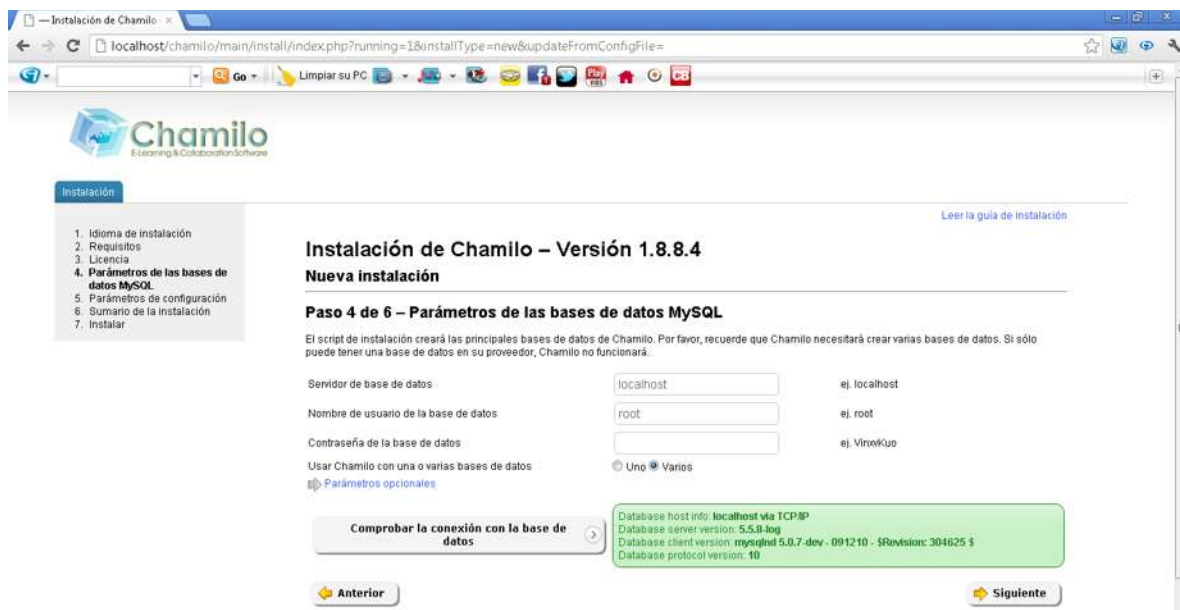 — Instalación de Chamilo
localhost/chamilo/main/install/index.php?running=1&installType=new&updateFromConfigFile=
Go
Limpiar su PC
Chamilo
E-Learning & Collaboration Software
Instalación
Leer la guía de instalación
1. Idioma de instalación
2. Requisitos
3. Licencia
4. Parámetros de las bases de
datos MySQL
5. Parámetros de configuración
6. Sumario de la instalación
7. Instalar
Instalación de Chamilo – Versión 1.8.8.4
Nueva instalación
Paso 4 de 6 – Parámetros de las bases de datos MySQL
El script de instalación creará las principales bases de datos de Chamilo. Por favor, recuerde que Chamilo necesitará crear varias bases de datos. Si sólo
puede tener una base de datos en su proveedor, Chamilo no funcionará.
Servidor de base de datos localhost ej. localhost
Nombre de usuario de la base de datos root ej. root
Contraseña de la base de datos ej.
Usar Chamilo con una o varias bases de datos Uno Varios
Parámetros opcionales
Comprobar la conexión con la base de
datos
Database host info: localhost via TCP/IP
Database server version: 5.5.8-log
Database client version: mysqlnd 5.0.7-dev - 091210 - $Revision: 304625 $
Database protocol version: 10
Anterior
Siguiente